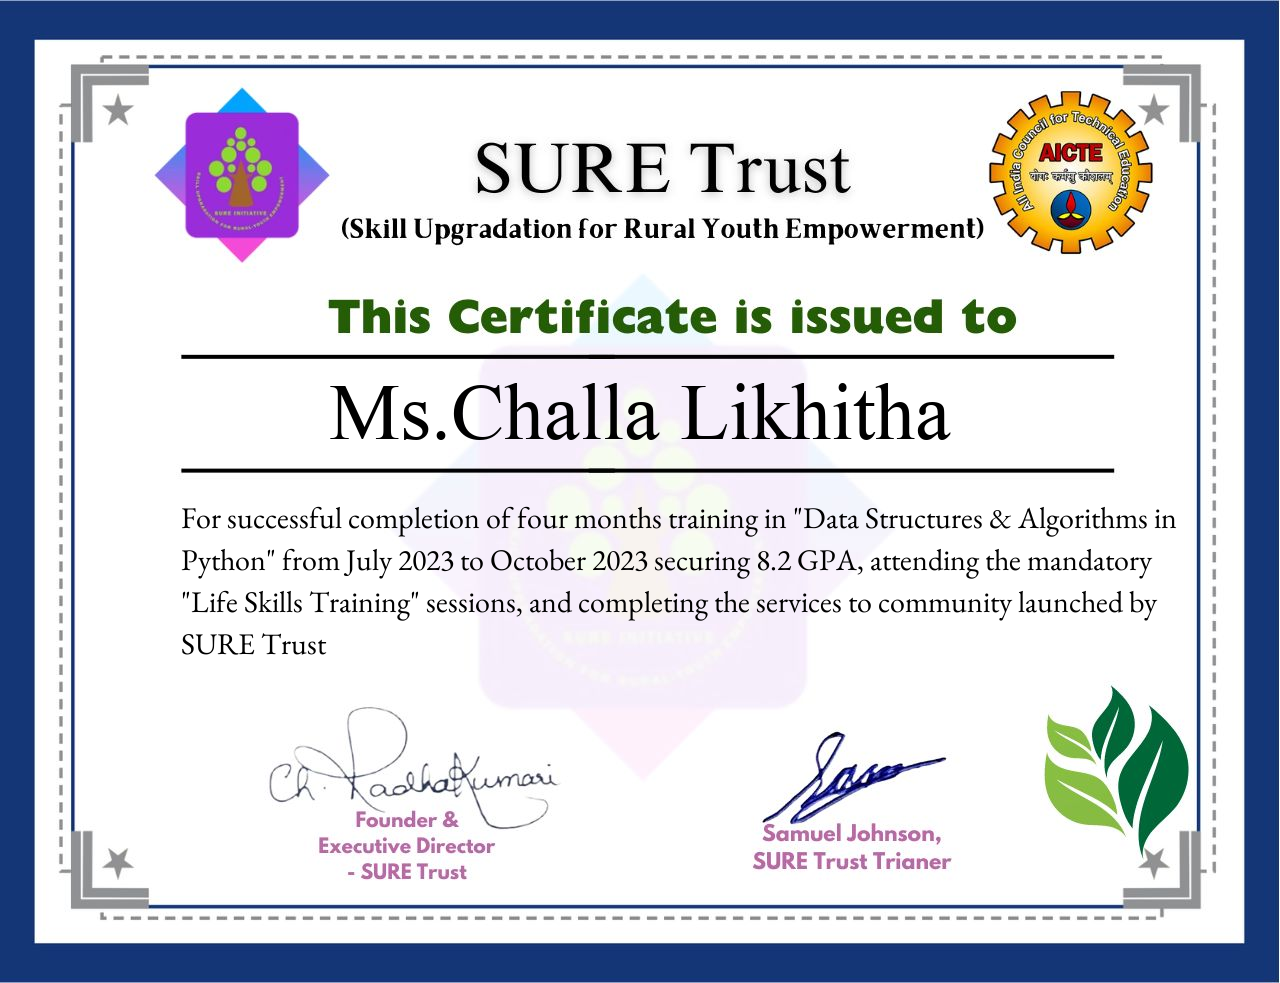 SURE Trust
(Skill Upgradation for Rural Youth Empowerment)
SKILL UPGRADATION FOR RURAL-YOUTH EMPOWERMENT
SURE INITIATIVE
All India Council for Technical Education
AICTE
योगः कर्मसु कौशलम्
This Certificate is issued to
Ms.Challa Likhitha
For successful completion of four months training in "Data Structures & Algorithms in
Python" from July 2023 to October 2023 securing 8.2 GPA, attending the mandatory
"Life Skills Training" sessions, and completing the services to community launched by
SURE Trust
SURE INITIATIVE
Ch. RadhaKumari
Founder &
Executive Director
- SURE Trust
Samuel Johnson,
SURE Trust Trianer